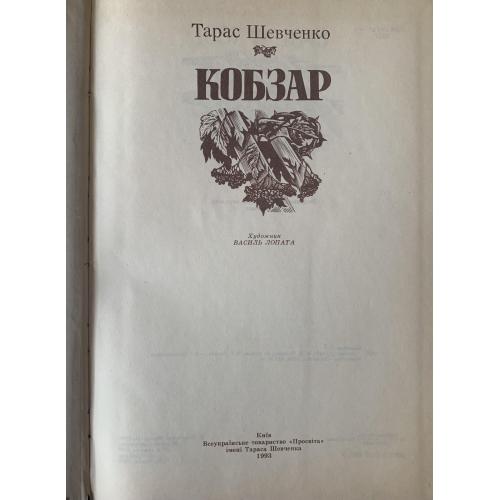 Тарас Шевченко
КОБЗАР
Художник
ВАСИЛЬ ЛОПАТА
Київ
Всеукраїнське товариство «Просвіта»
імені Тараса Шевченка
1993